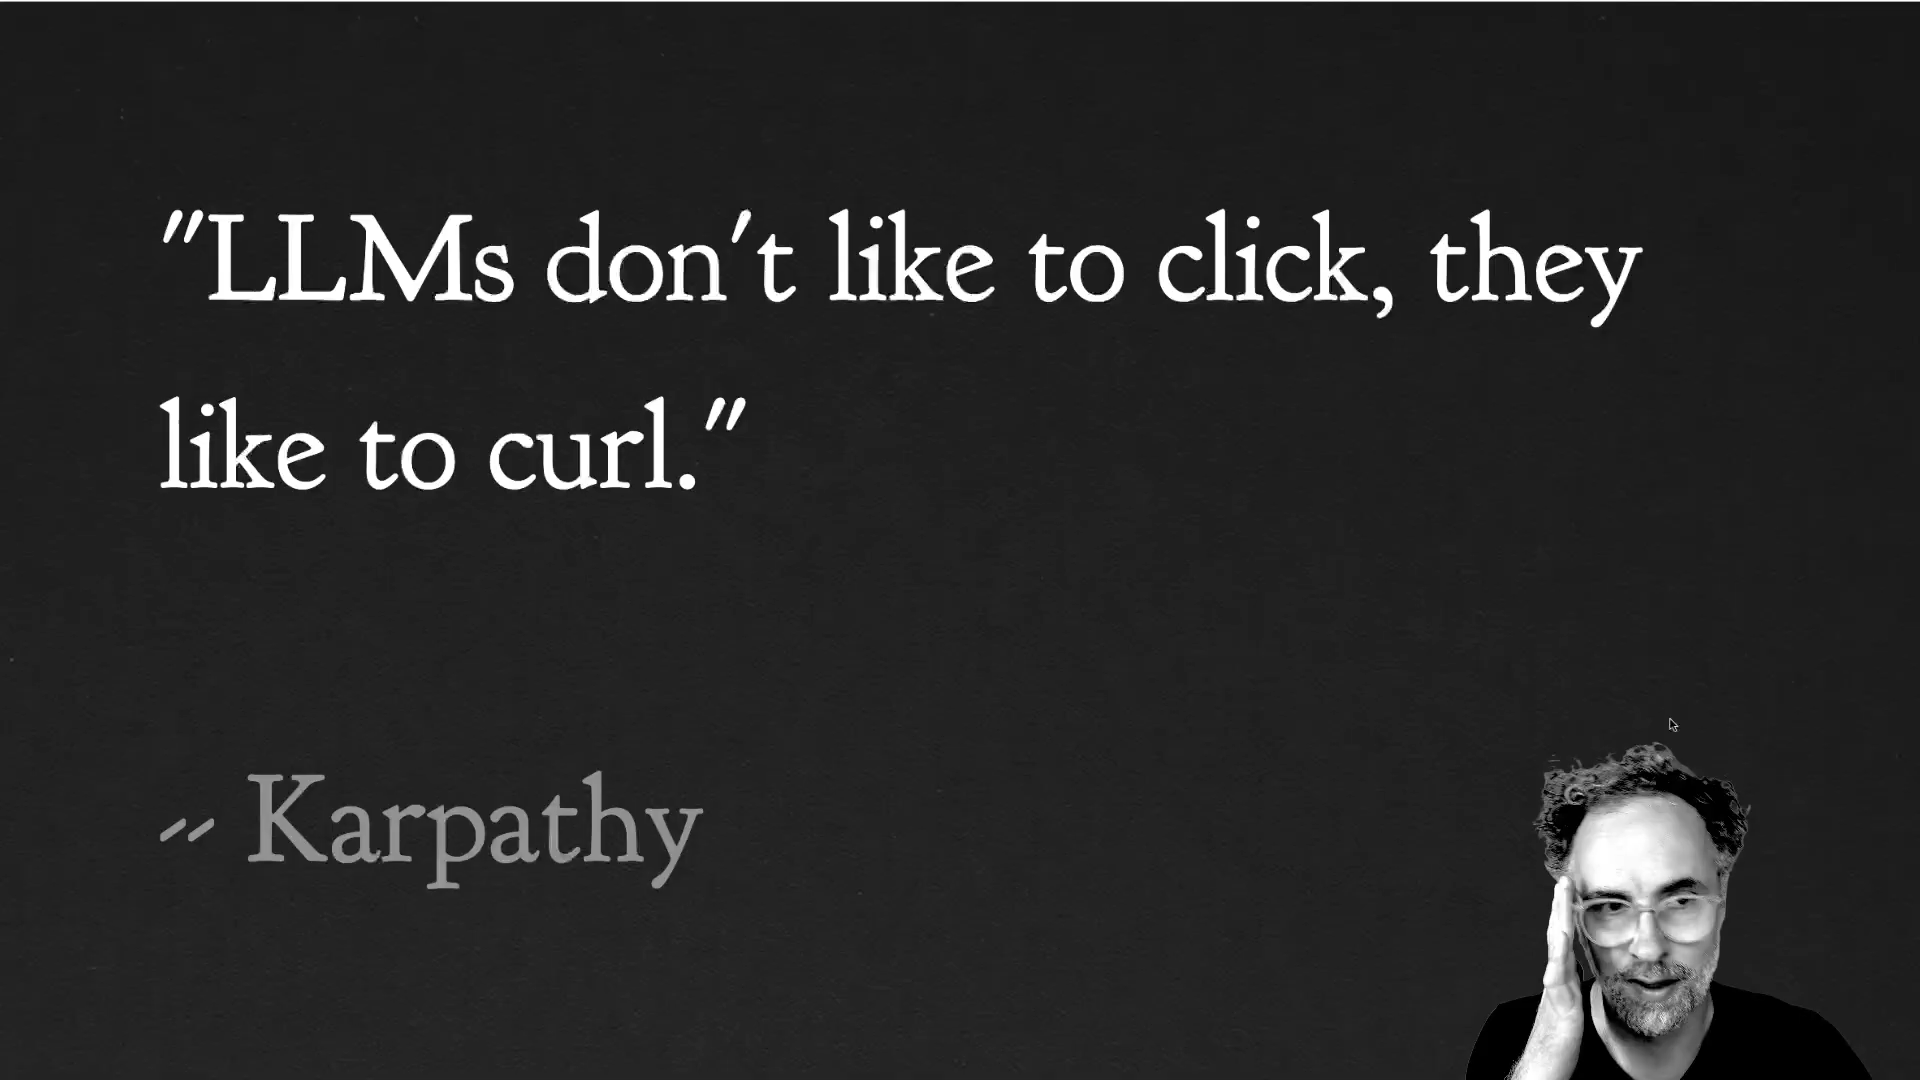 "LLMs don't like to click, they
like to curl."
-- Karpathy